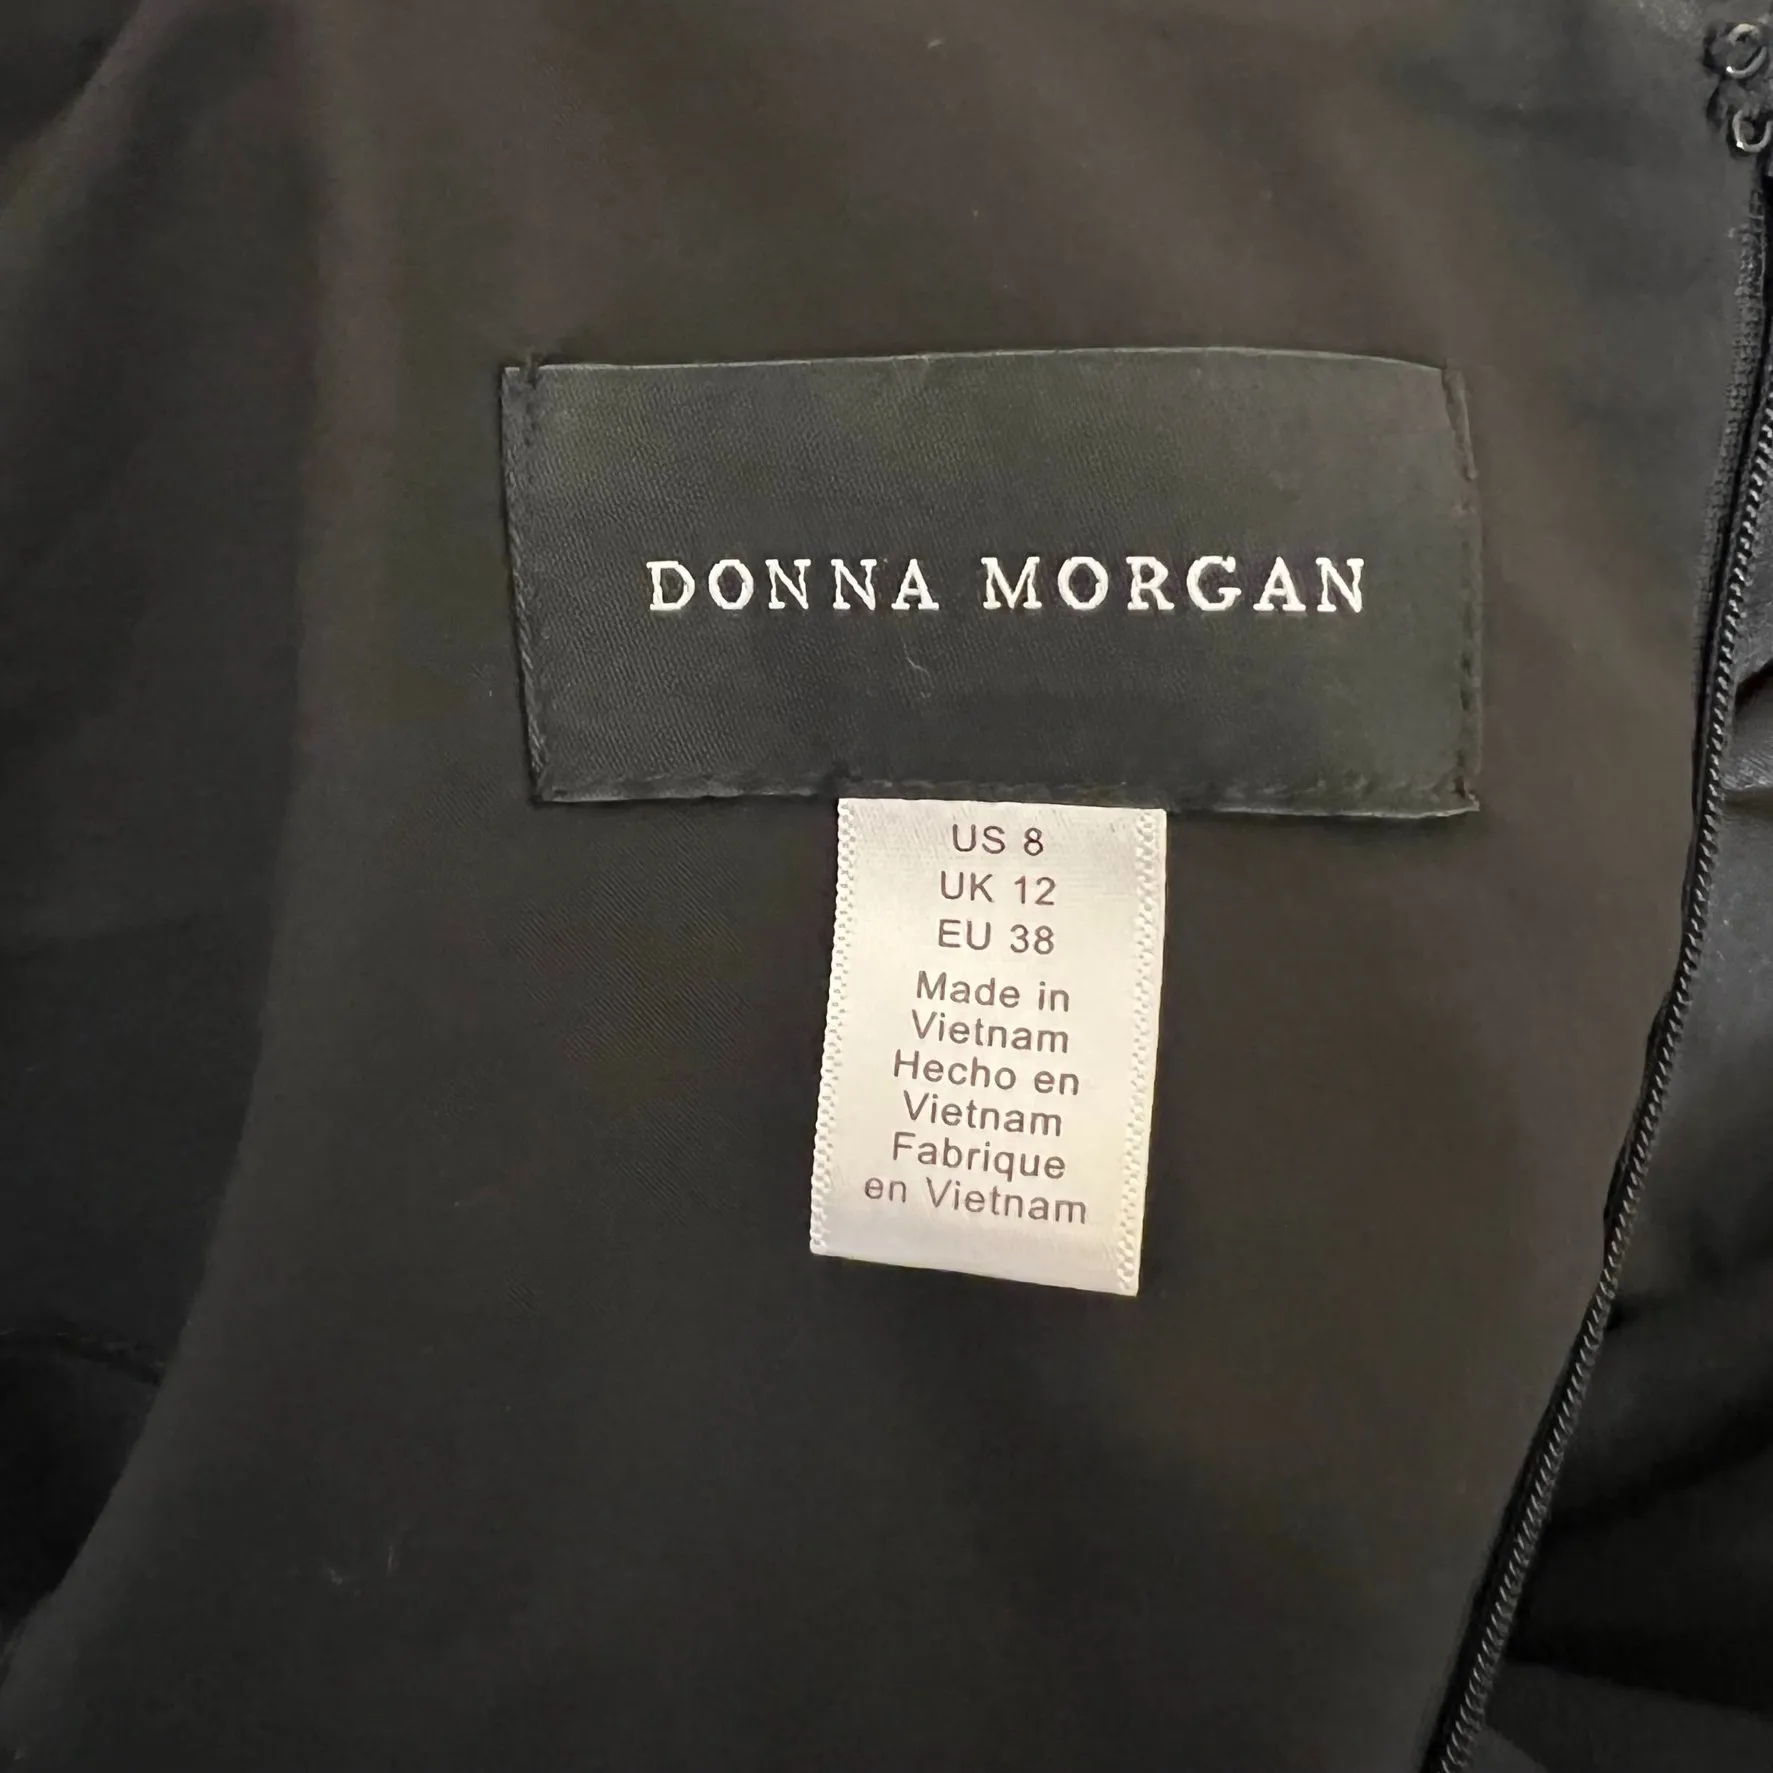 DONNA MORGAN
US 8
UK 12
EU 38
Made in
Vietnam
Hecho en
Vietnam
Fabrique
en Vietnam